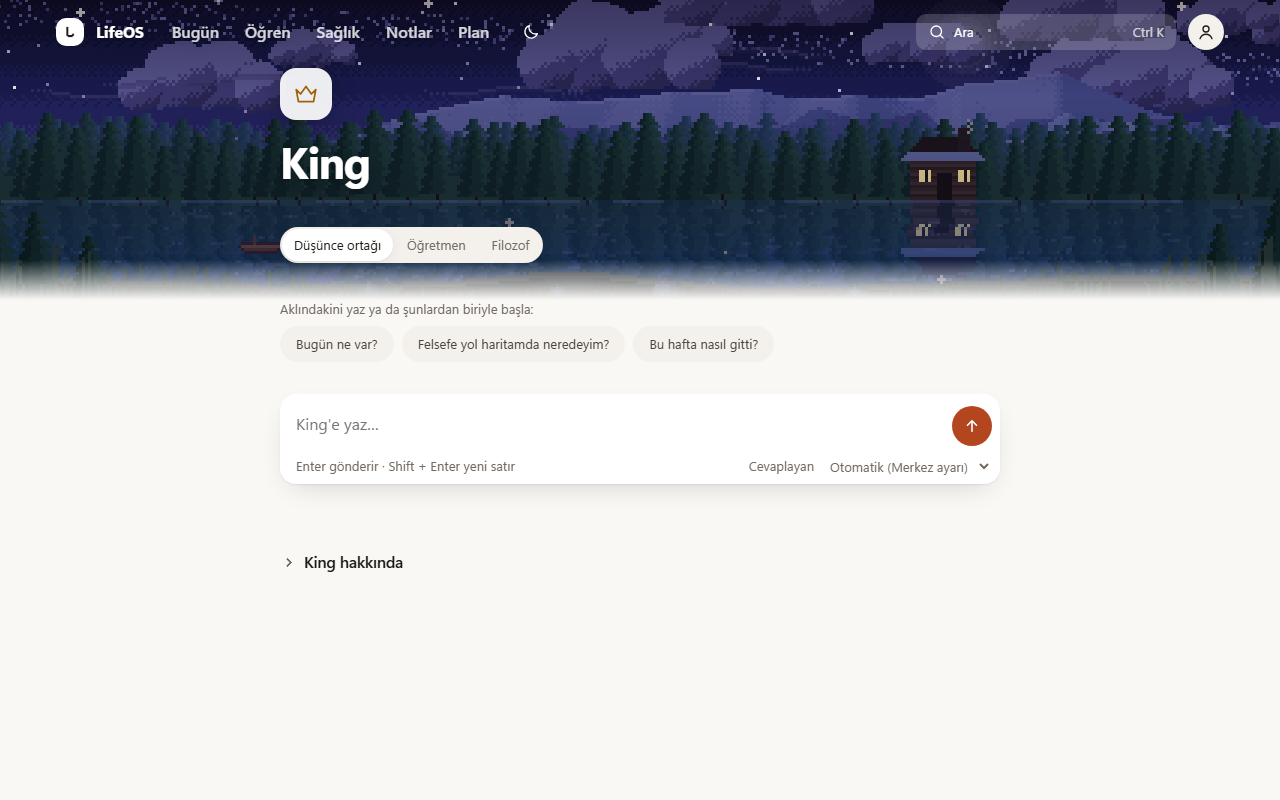 LifeOS Bugün Öğren Sağlık Notlar Plan Ara Ctrl K
King
Düşünce ortağı Öğretmen Filozof
Aklındakini yaz ya da şunlardan biriyle başla:
Bugün ne var? Felsefe yol haritamda neredeyim? Bu hafta nasıl gitti?
King'e yaz...
Enter gönderir · Shift + Enter yeni satır Cevaplayan Otomatik (Merkez ayarı)
King hakkında